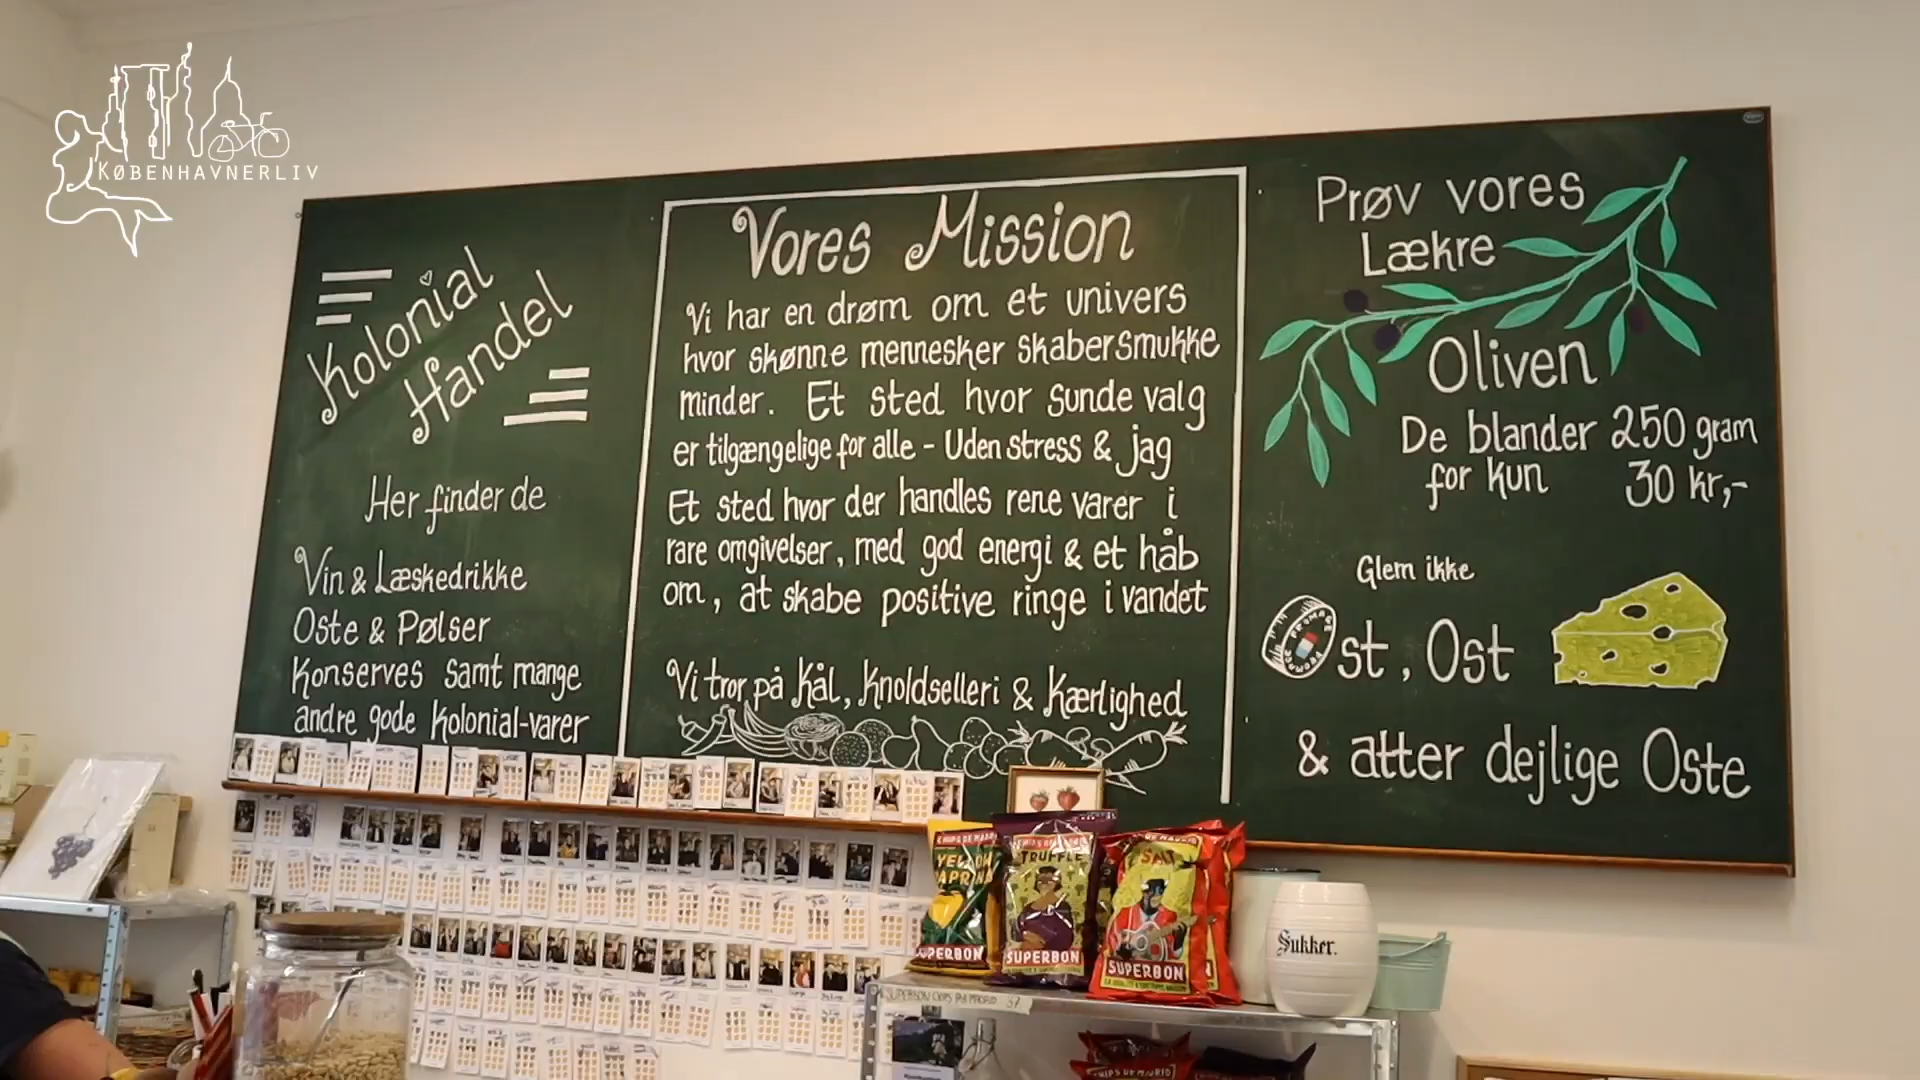 KØBENHAVNERLIV
Kolonial
Handel
Her finder de
Vin & Læskedrikke
Oste & Pølser
Konserves samt mange
andre gode Kolonial-varer
Vores Mission
Vi har en drøm om et univers
hvor skønne mennesker skaber smukke
minder. Et sted hvor sunde valg
er tilgængelige for alle - Uden stress & jag
Et sted hvor der handles rene varer i
rare omgivelser, med god energi & et håb
om, at skabe positive ringe i vandet
Vi tror på Kål, Knoldselleri & Kærlighed
Prøv vores
Lækre
Oliven
De blander 250 gram
for kun 30 kr,-
Glem ikke
Ost, Ost
& atter dejlige Oste
FROMAGE
TRUFFLE
SALT
SUPERBON
SUPERBON
SUPERBON
Sukker.